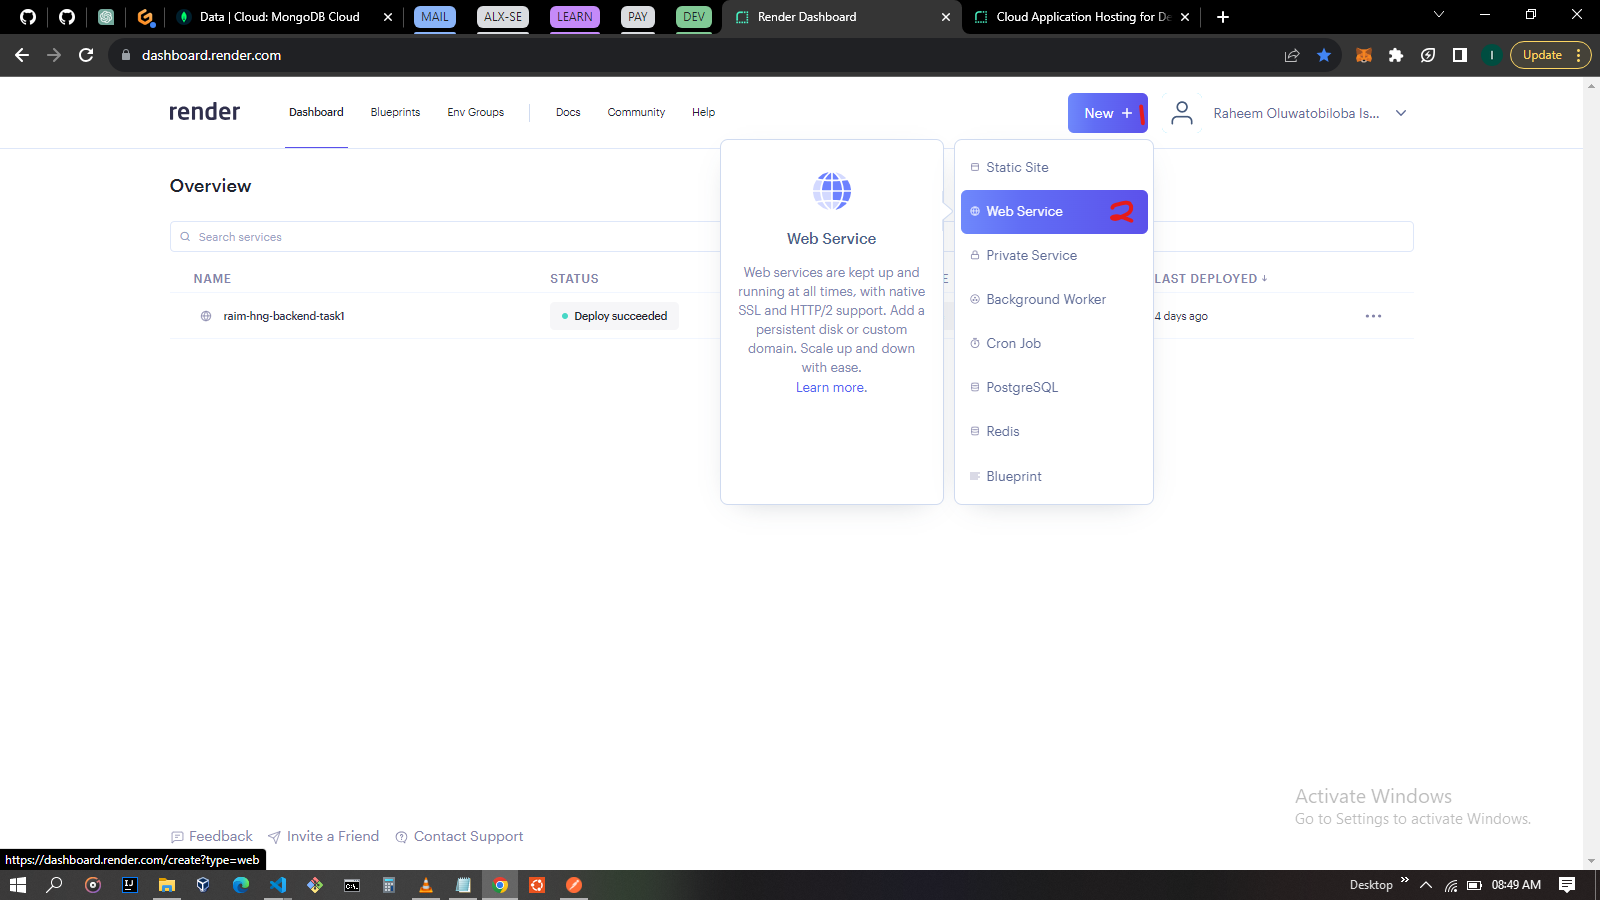 Data | Cloud: MongoDB Cloud
MAIL
ALX-SE
LEARN
PAY
DEV
Render Dashboard
Cloud Application Hosting for De
dashboard.render.com
Update
render
Dashboard
Blueprints
Env Groups
Docs
Community
Help
New + 1
Raheem Oluwatobiloba Is...
Overview
Search services
NAME
STATUS
E
LAST DEPLOYED ↓
raim-hng-backend-task1
Deploy succeeded
4 days ago
Web Service
Web services are kept up and
running at all times, with native
SSL and HTTP/2 support. Add a
persistent disk or custom
domain. Scale up and down
with ease.
Learn more.
Static Site
Web Service 2
Private Service
Background Worker
Cron Job
PostgreSQL
Redis
Blueprint
Activate Windows
Go to Settings to activate Windows.
Feedback
Invite a Friend
Contact Support
https://dashboard.render.com/create?type=web
Desktop
08:49 AM